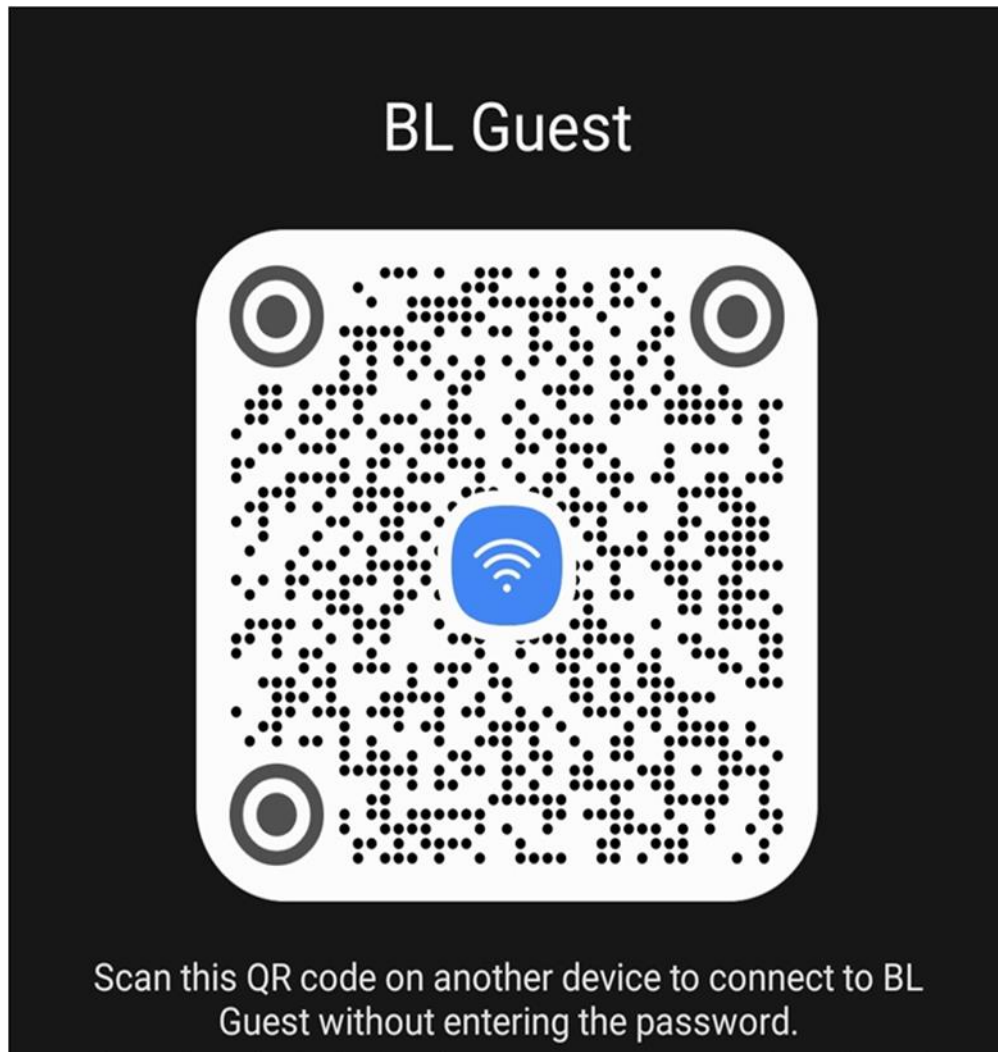 BL Guest
Scan this QR code on another device to connect to BL
Guest without entering the password.